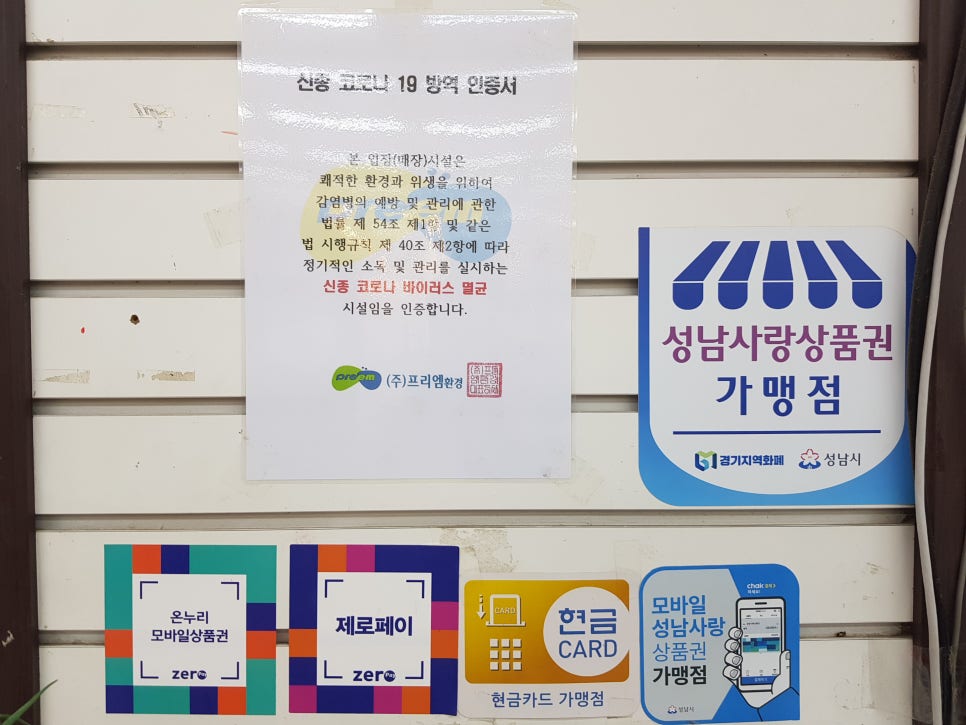 신종 코로나 19 방역 인증서
본 업장(매장)시설은
쾌적한 환경과 위생을 위하여
감염병의 예방 및 관리에 관한
법률 제 54조 제1항 및 같은
법 시행규칙 제 40조 제2항에 따라
정기적인 소독 및 관리를 실시하는
신종 코로나 바이러스 멸균
시설임을 인증합니다.
preem (주)프리엠환경
성남사랑상품권
가맹점
경기지역화폐 성남시
온누리
모바일상품권
zero Pay
제로페이
zero Pay
CARD
현금
CARD
현금카드 가맹점
chak
모바일
성남사랑
상품권
가맹점
성남시